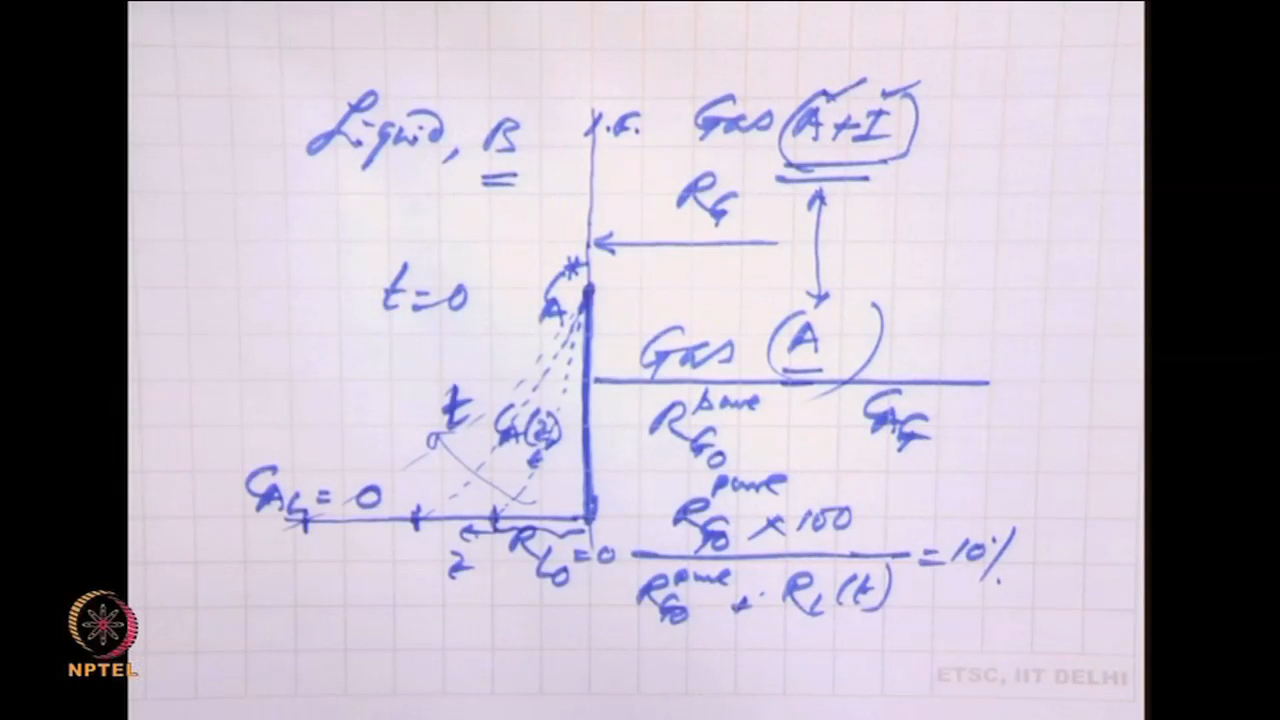 Liquid, B I.F. Gas (A+I)
R_G
t=0 C_A*
Gas (A)
t C_A(z, t) R_G0^pure C_AG
C_AL = 0 R_G0^pure × 100
z R_L0 = 0 = 10%
R_G0^pure + R_L(t)
NPTEL
ETSC, IIT DELHI